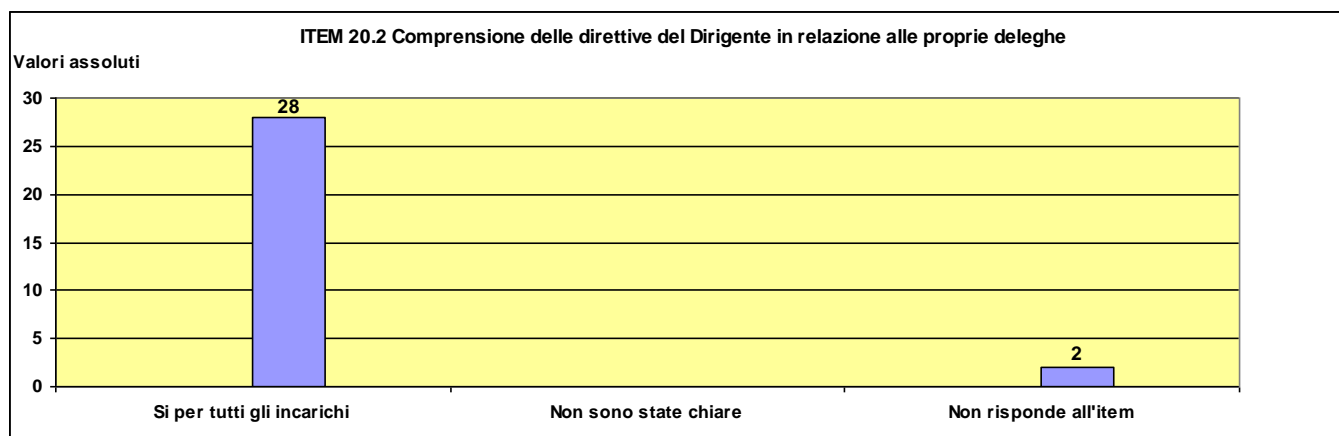 ITEM 20.2 Comprensione delle direttive del Dirigente in relazione alle proprie deleghe
Valori assoluti
30
25
20
15
10
5
0
28
2
Si per tutti gli incarichi
Non sono state chiare
Non risponde all'item